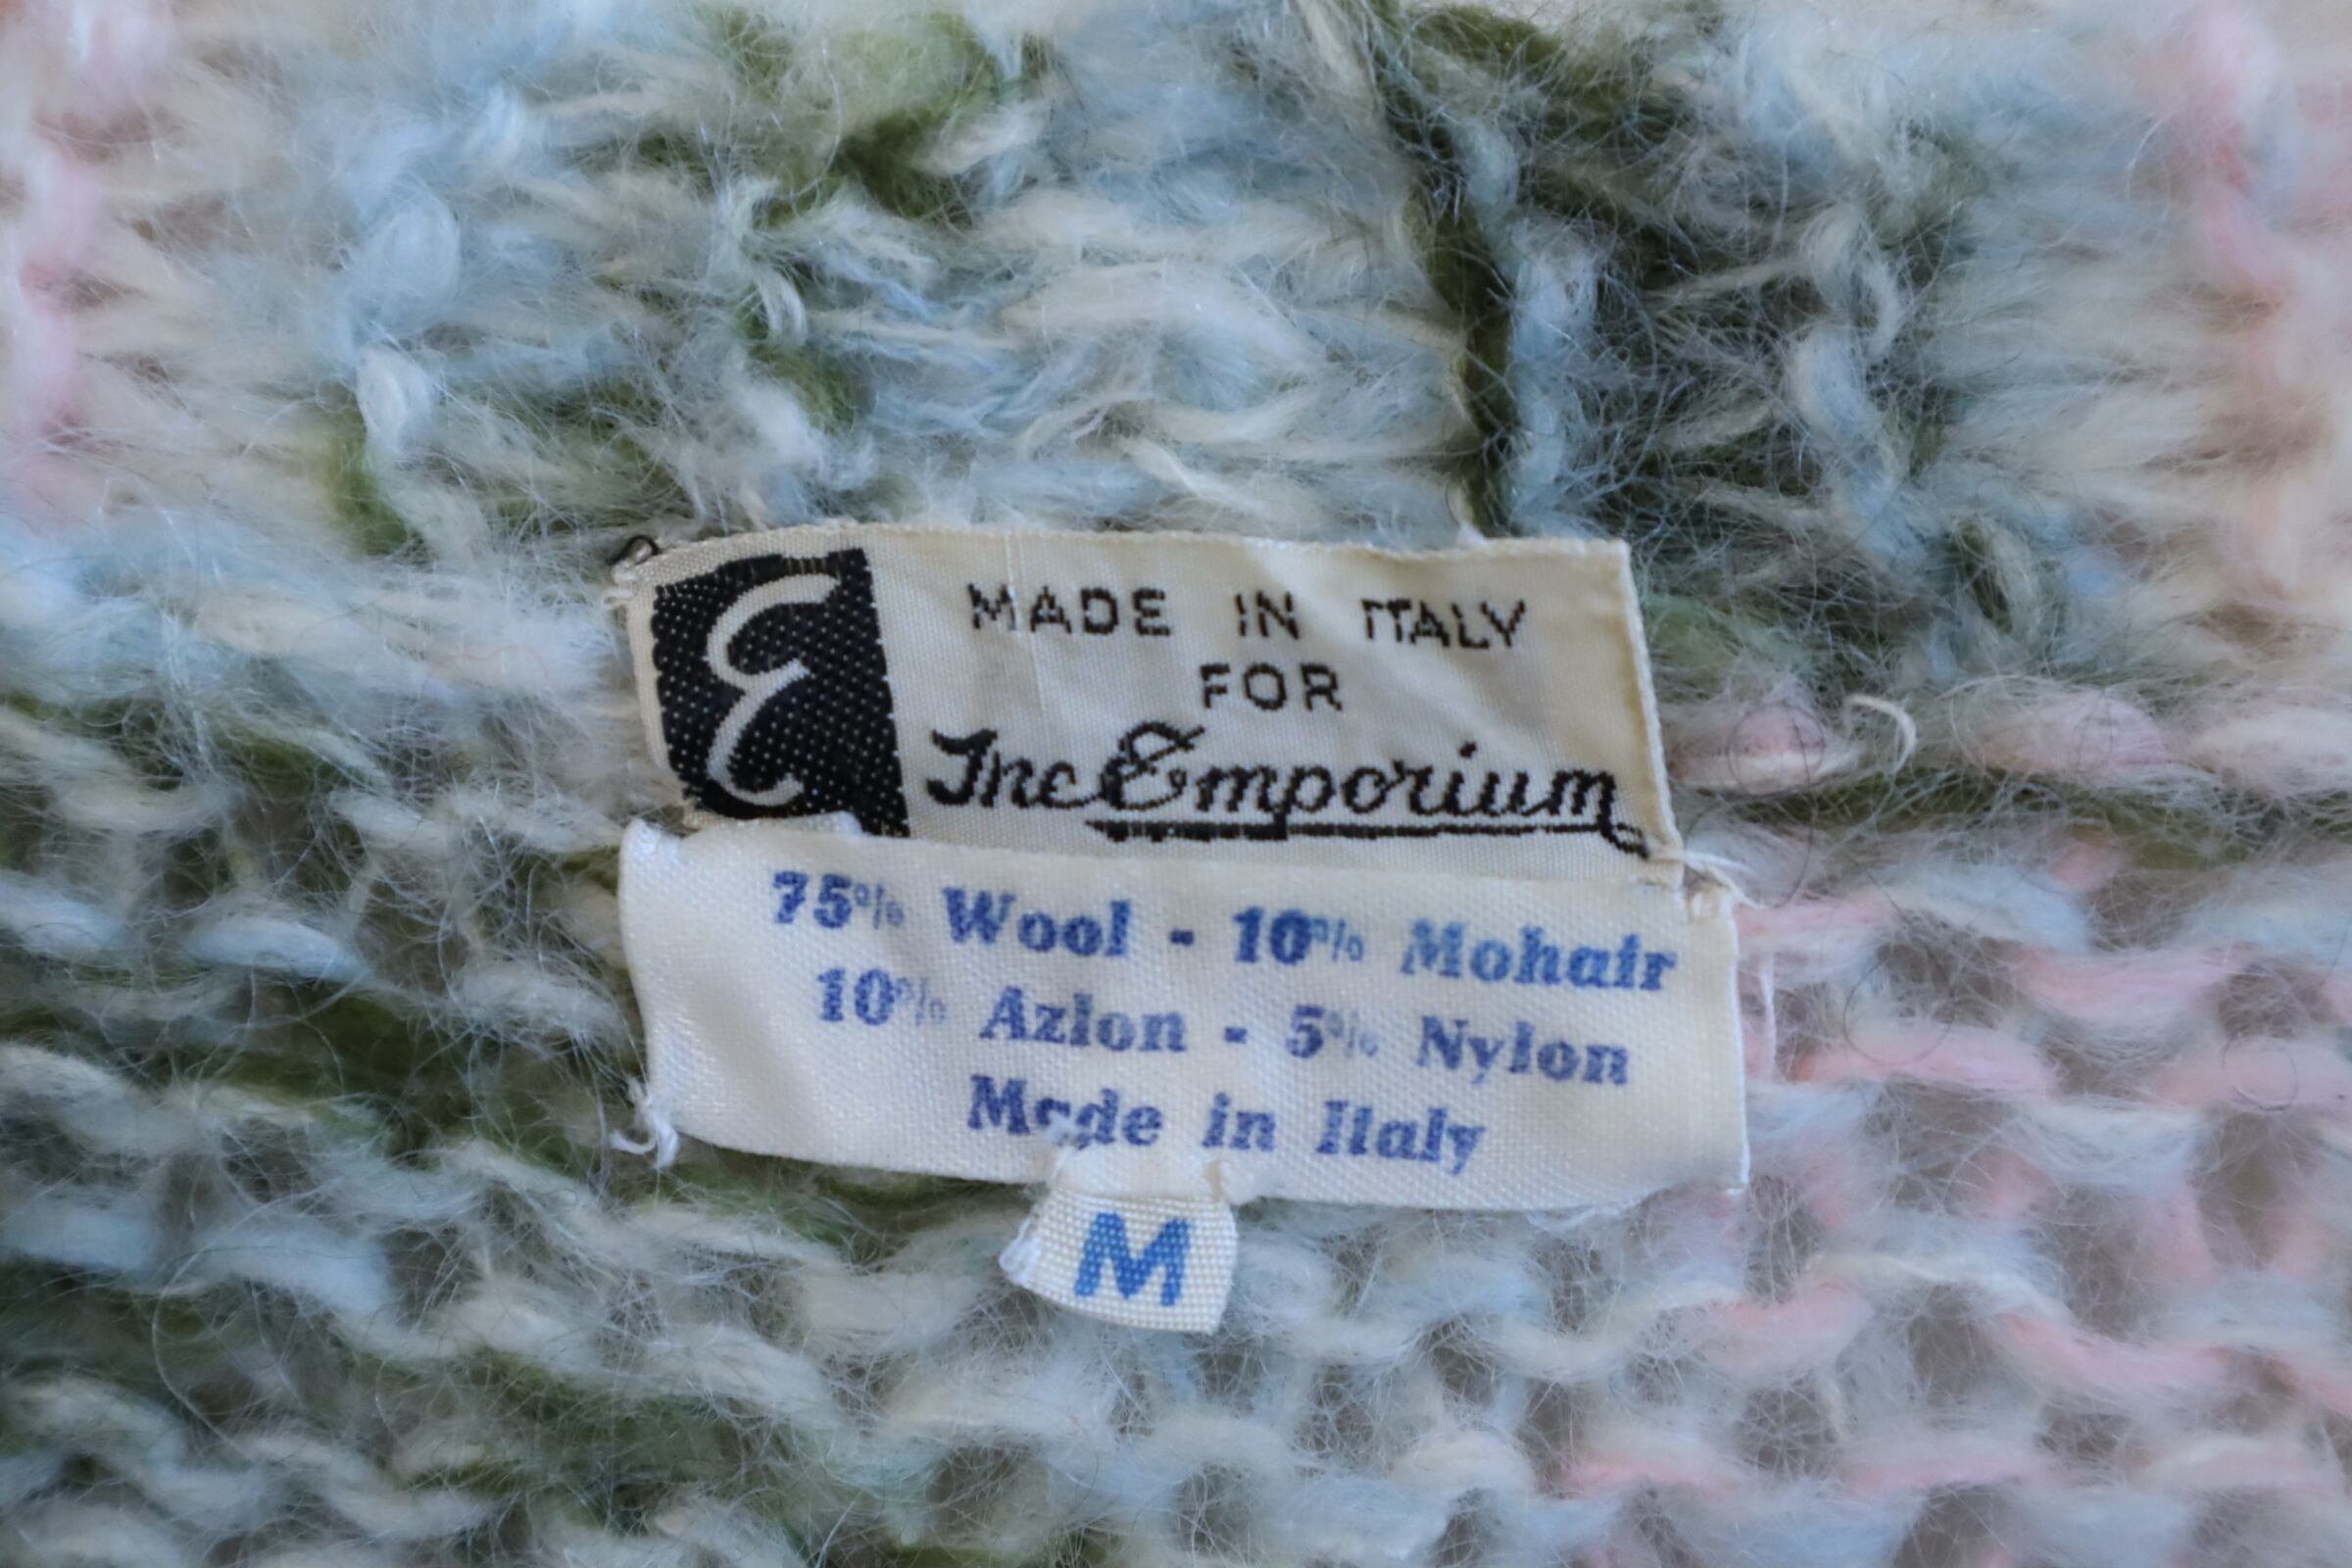 E
MADE IN ITALY
FOR
The Emporium
75% Wool - 10% Mohair
10% Azlon - 5% Nylon
Made in Italy
M